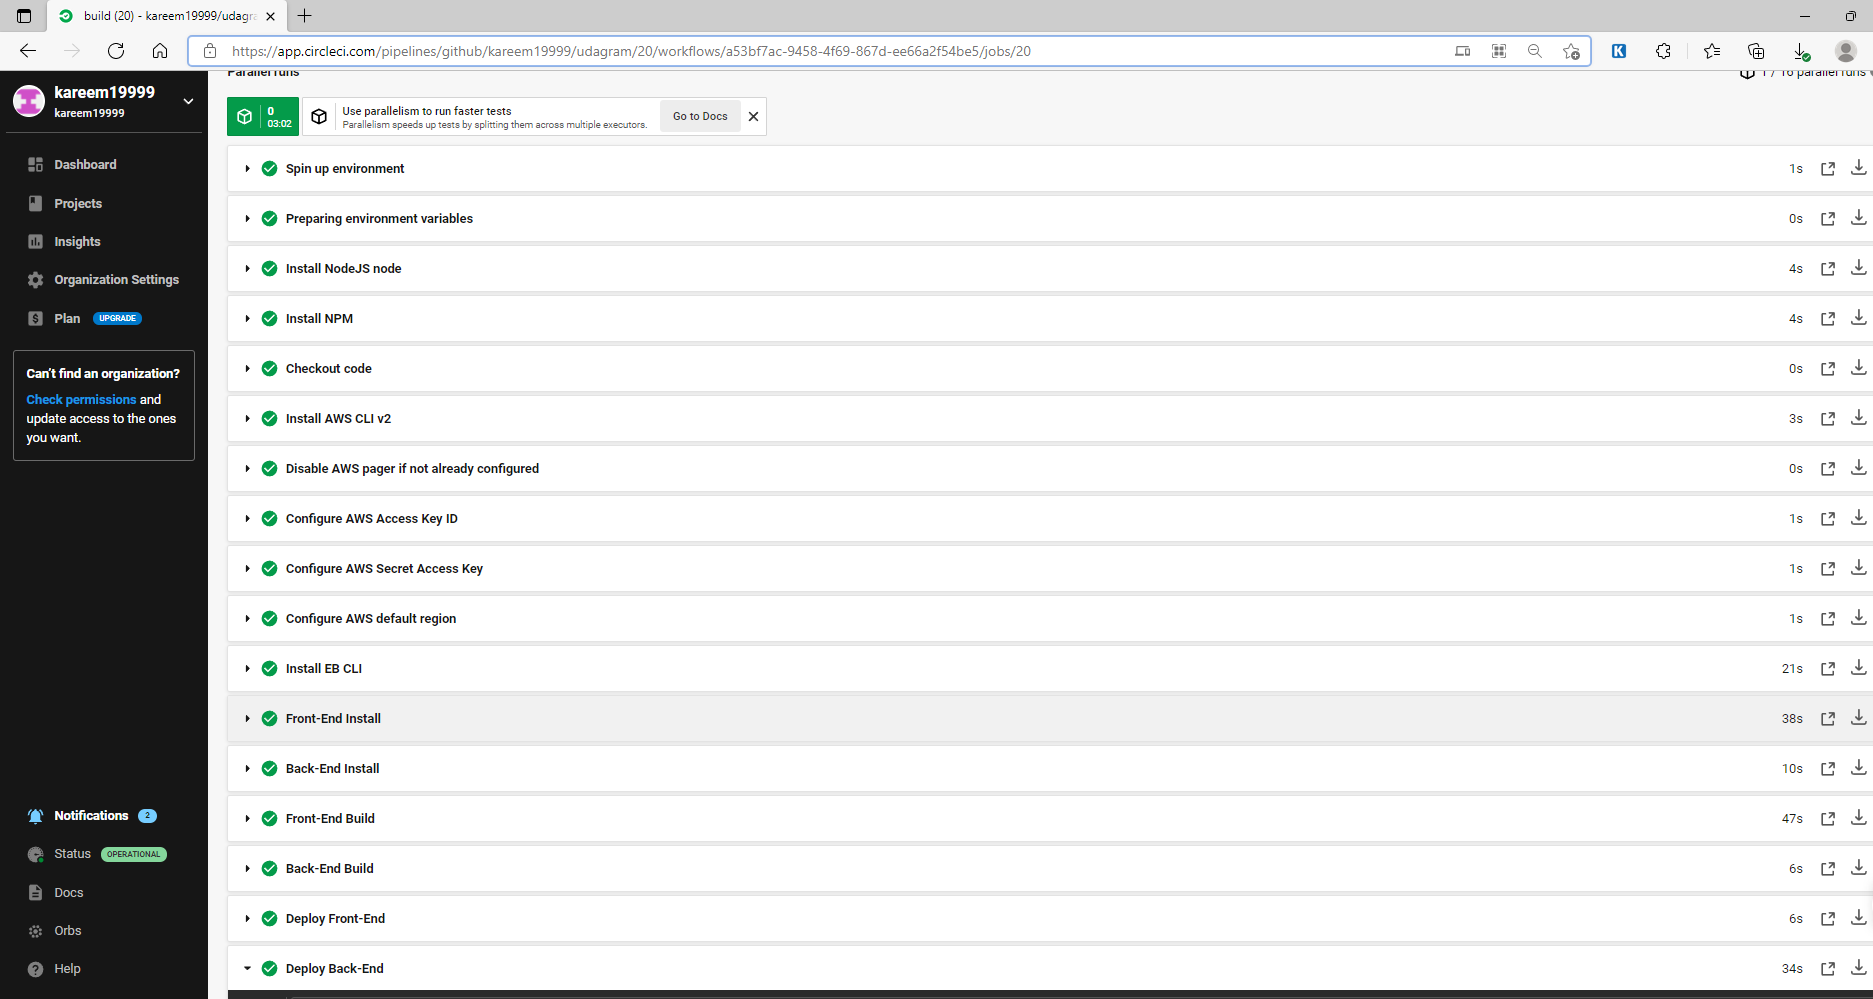 build (20) - kareem19999/udagra
https://app.circleci.com/pipelines/github/kareem19999/udagram/20/workflows/a53bf7ac-9458-4f69-867d-ee66a2f54be5/jobs/20
K
kareem19999
kareem19999
Dashboard
Projects
Insights
Organization Settings
Plan UPGRADE
Can't find an organization?
Check permissions and
update access to the ones
you want.
Notifications 2
Status OPERATIONAL
Docs
Orbs
Help
Parallel runs
1 / 16 parallel runs
0
03:02
Use parallelism to run faster tests
Parallelism speeds up tests by splitting them across multiple executors.
Go to Docs
Spin up environment 1s
Preparing environment variables 0s
Install NodeJS node 4s
Install NPM 4s
Checkout code 0s
Install AWS CLI v2 3s
Disable AWS pager if not already configured 0s
Configure AWS Access Key ID 1s
Configure AWS Secret Access Key 1s
Configure AWS default region 1s
Install EB CLI 21s
Front-End Install 38s
Back-End Install 10s
Front-End Build 47s
Back-End Build 6s
Deploy Front-End 6s
Deploy Back-End 34s